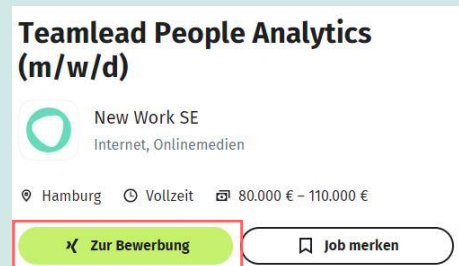 Teamlead People Analytics
(m/w/d)
New Work SE
Internet, Onlinemedien
Hamburg Vollzeit 80.000 € – 110.000 €
Zur Bewerbung Job merken